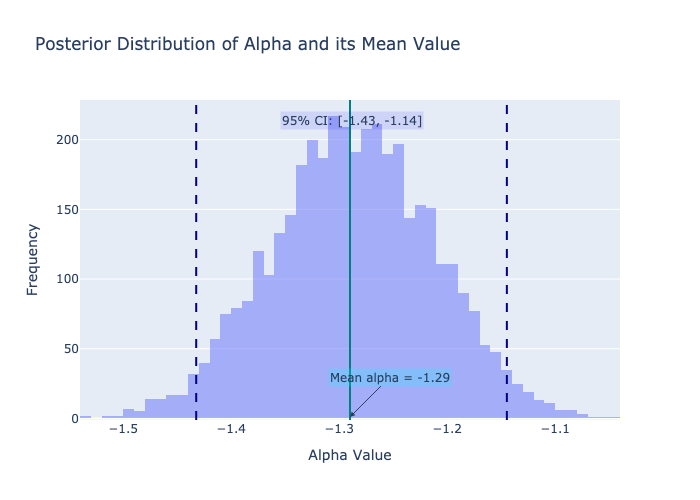 Posterior Distribution of Alpha and its Mean Value
95% CI: [-1.43, -1.14]
200
150
100
50
0
Frequency
Mean alpha = -1.29
−1.5 −1.4 −1.3 −1.2 −1.1
Alpha Value